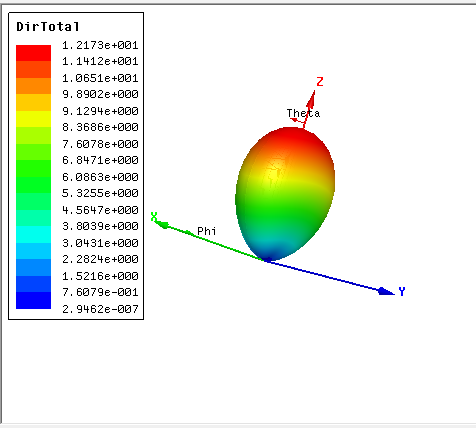 DirTotal
1.2173e+001
1.1412e+001
1.0651e+001
9.8902e+000
9.1294e+000
8.3686e+000
7.6078e+000
6.8471e+000
6.0863e+000
5.3255e+000
4.5647e+000
3.8039e+000
3.0431e+000
2.2824e+000
1.5216e+000
7.6079e-001
2.9462e-007
Z
Theta
X
Phi
Y